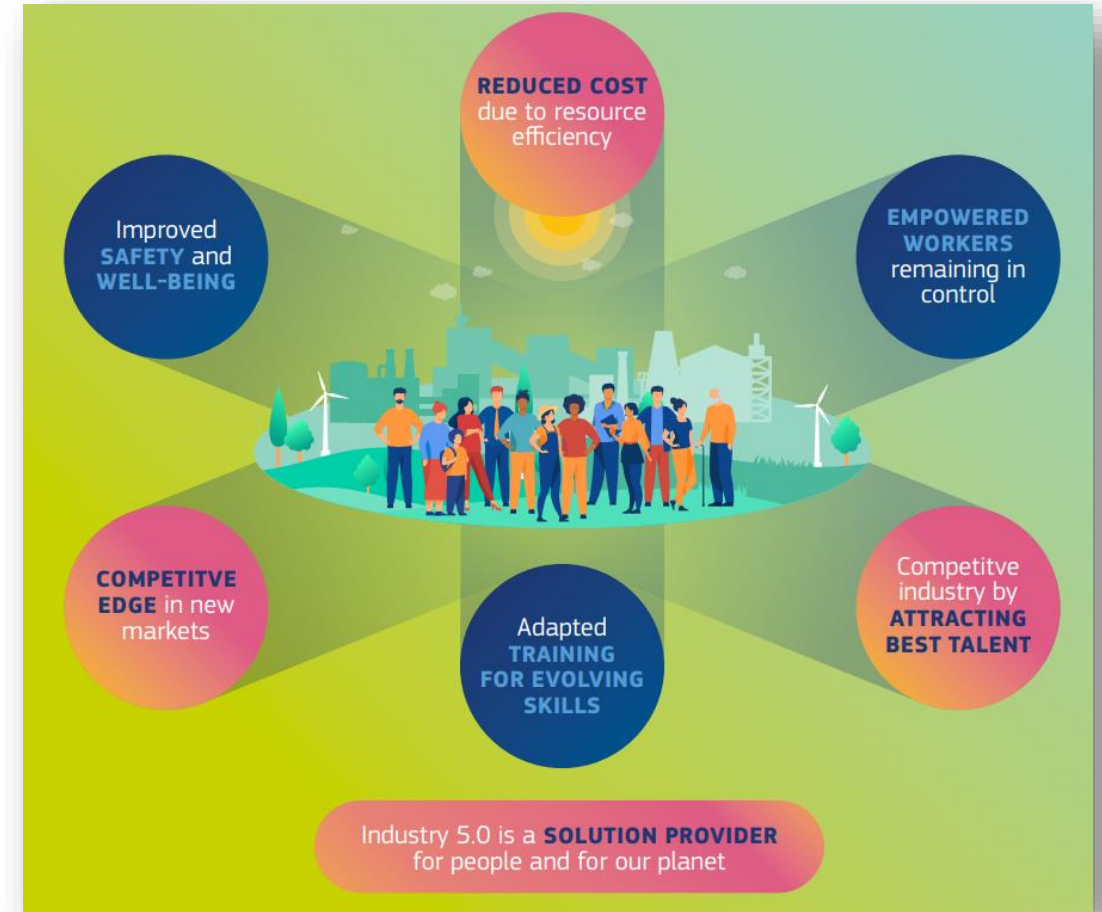 REDUCED COST
due to resource
efficiency
Improved
SAFETY and
WELL-BEING
EMPOWERED
WORKERS
remaining in
control
COMPETITVE
EDGE in new
markets
Adapted
TRAINING
FOR EVOLVING
SKILLS
Competitve
industry by
ATTRACTING
BEST TALENT
Industry 5.0 is a SOLUTION PROVIDER
for people and for our planet